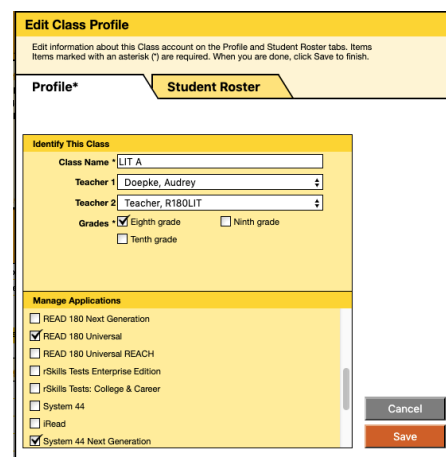 Edit Class Profile
Edit information about this Class account on the Profile and Student Roster tabs. Items
Items marked with an asterisk (*) are required. When you are done, click Save to finish.
Profile*
Student Roster
Identify This Class
Class Name * LIT A
Teacher 1 Doepke, Audrey
Teacher 2 Teacher, R180LIT
Grades * Eighth grade Ninth grade
Tenth grade
Manage Applications
READ 180 Next Generation
READ 180 Universal
READ 180 Universal REACH
rSkills Tests Enterprise Edition
rSkills Tests: College & Career
System 44
iRead
System 44 Next Generation
Cancel
Save